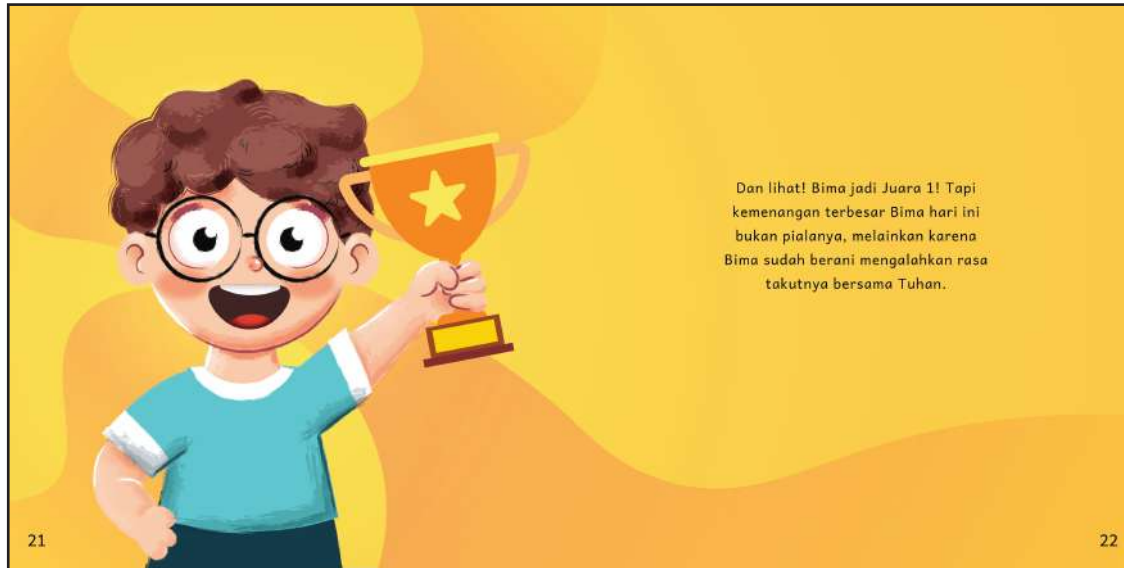 Dan lihat! Bima jadi Juara 1! Tapi
kemenangan terbesar Bima hari ini
bukan pialanya, melainkan karena
Bima sudah berani mengalahkan rasa
takutnya bersama Tuhan.
21
22